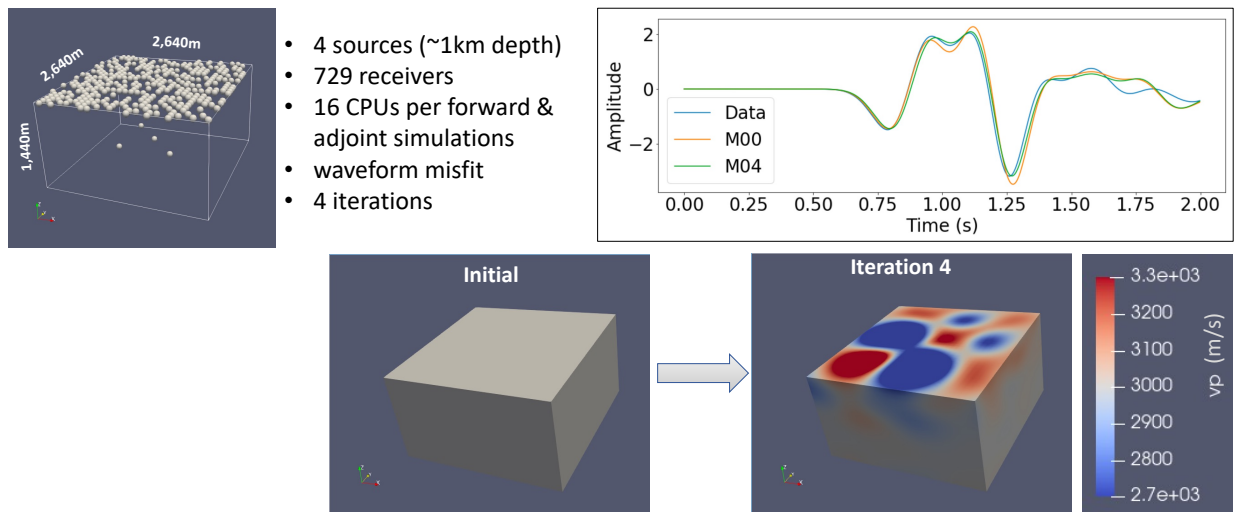 2,640m
2,640m
1,440m
• 4 sources (~1km depth)
• 729 receivers
• 16 CPUs per forward &
adjoint simulations
• waveform misfit
• 4 iterations
Amplitude
2
0
−2
Data
M00
M04
0.00 0.25 0.50 0.75 1.00 1.25 1.50 1.75 2.00
Time (s)
Initial
Iteration 4
3.3e+03
3200
3100
3000
2900
2800
2.7e+03
vp (m/s)